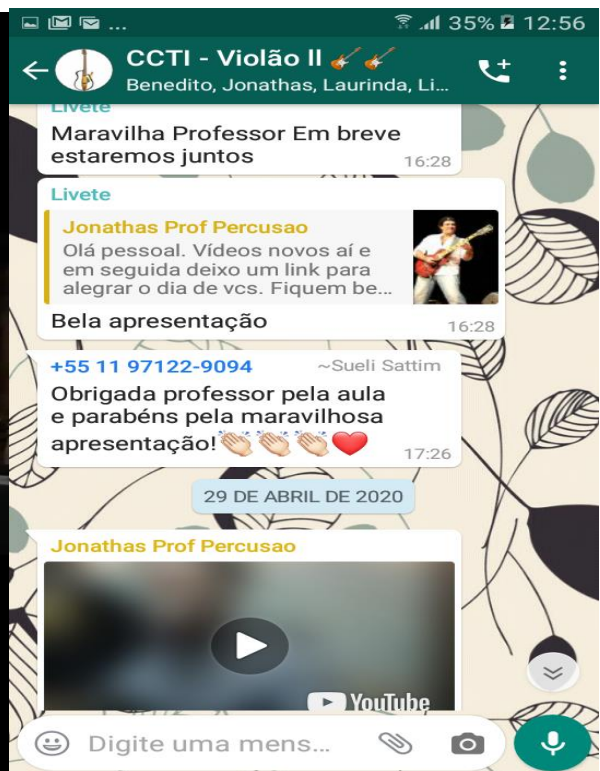 ... 35% 12:56
CCTI - Violão II
Benedito, Jonathas, Laurinda, Li...
Livete
Maravilha Professor Em breve
estaremos juntos
16:28
Livete
Jonathas Prof Percusao
Olá pessoal. Vídeos novos aí e
em seguida deixo um link para
alegrar o dia de vcs. Fiquem be...
Bela apresentação
16:28
+55 11 97122-9094 ~Sueli Sattim
Obrigada professor pela aula
e parabéns pela maravilhosa
apresentação!👏🏻👏🏻👏🏻❤️
17:26
29 DE ABRIL DE 2020
Jonathas Prof Percusao
YouTube
Digite uma mens...